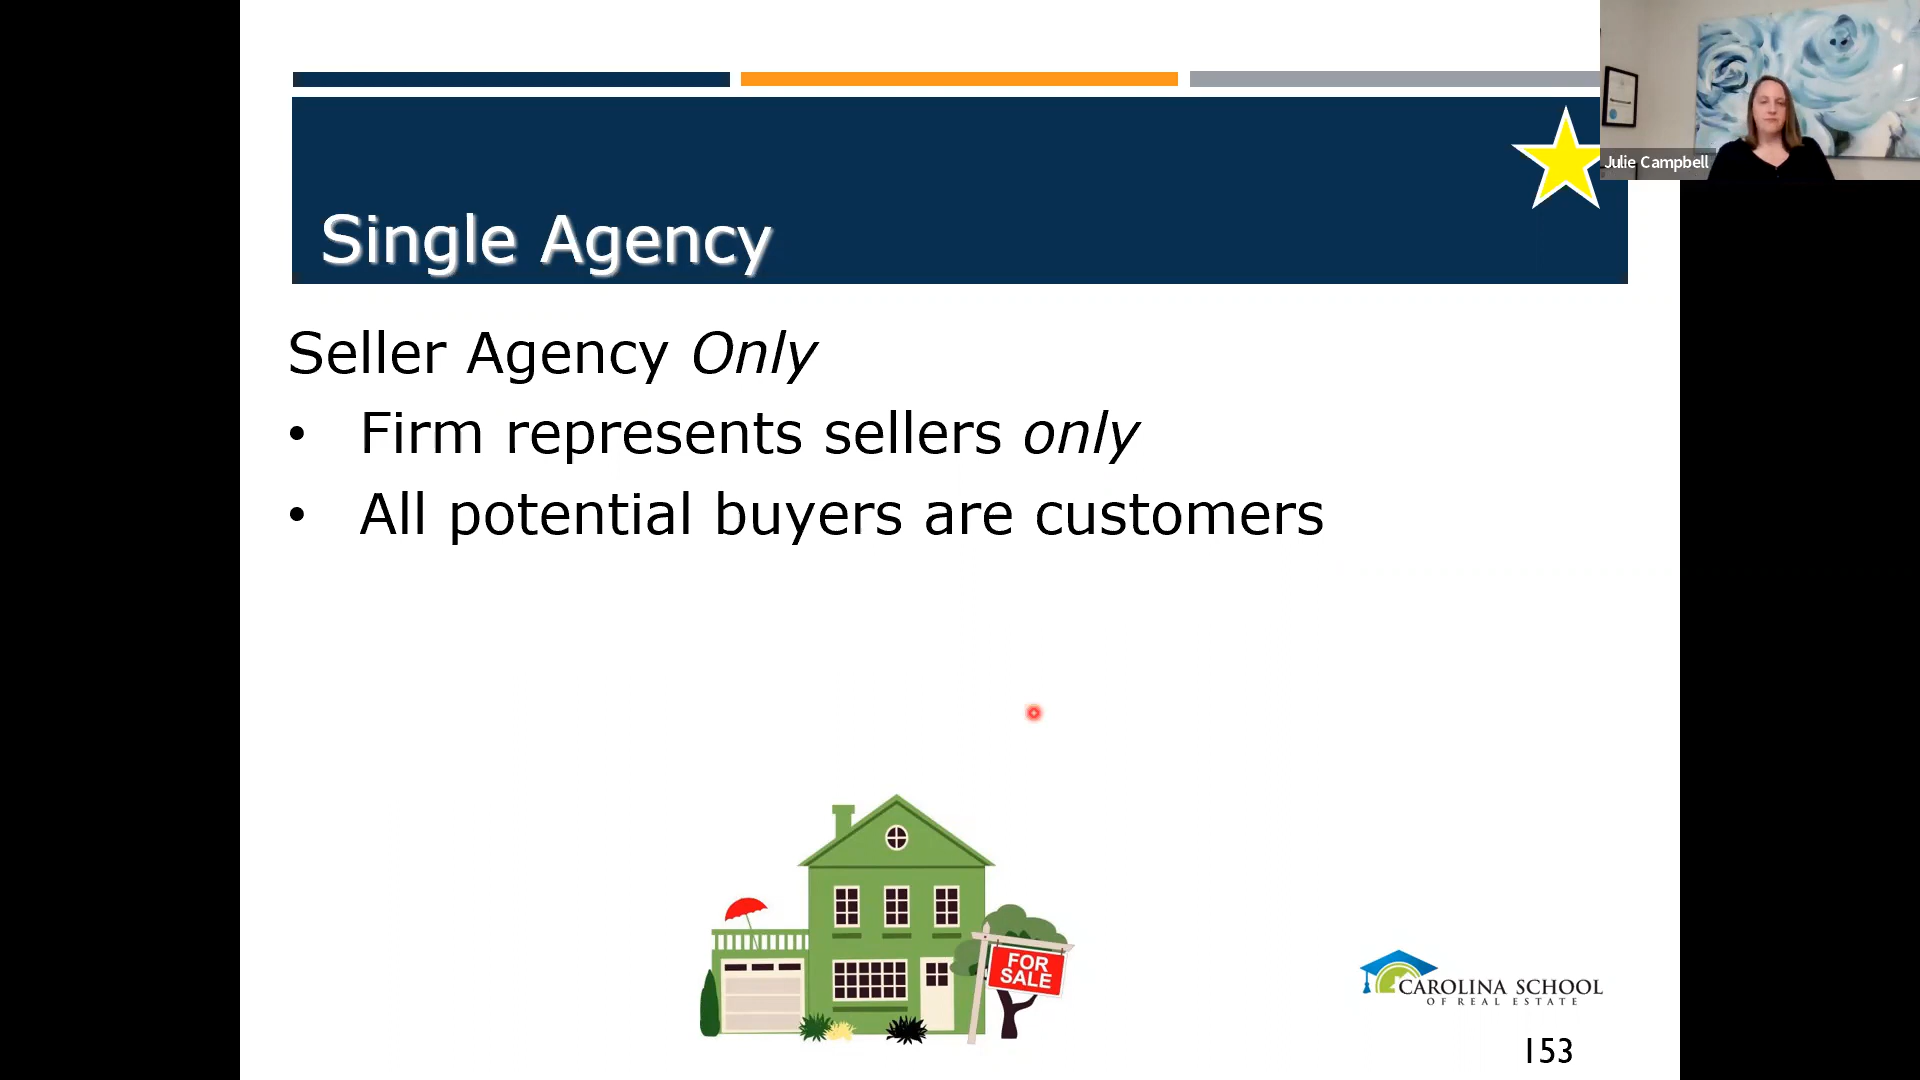 Julie Campbell
Single Agency
Seller Agency Only
• Firm represents sellers only
• All potential buyers are customers
FOR
SALE
CAROLINA SCHOOL
OF REAL ESTATE
153